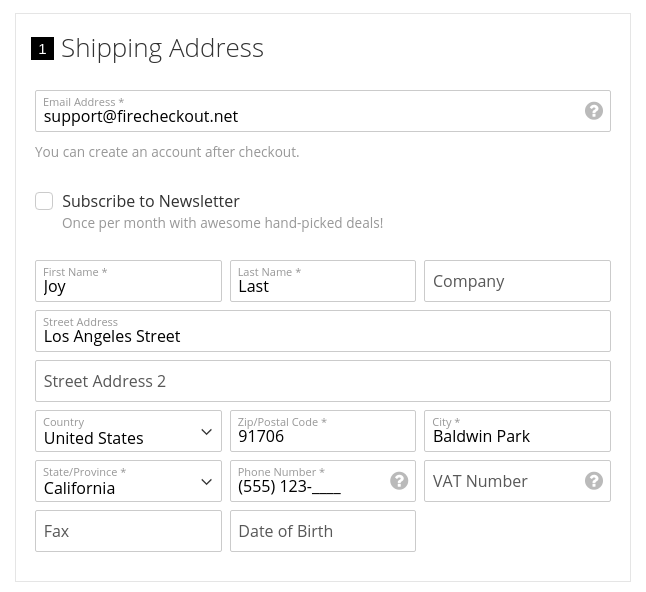 1 Shipping Address
Email Address *
support@firecheckout.net
?
You can create an account after checkout.
Subscribe to Newsletter
Once per month with awesome hand-picked deals!
First Name * Last Name *
Joy Last Company
Street Address
Los Angeles Street
Street Address 2
Country Zip/Postal Code * City *
United States 91706 Baldwin Park
State/Province * Phone Number *
California (555) 123-____ ? VAT Number ?
Fax Date of Birth